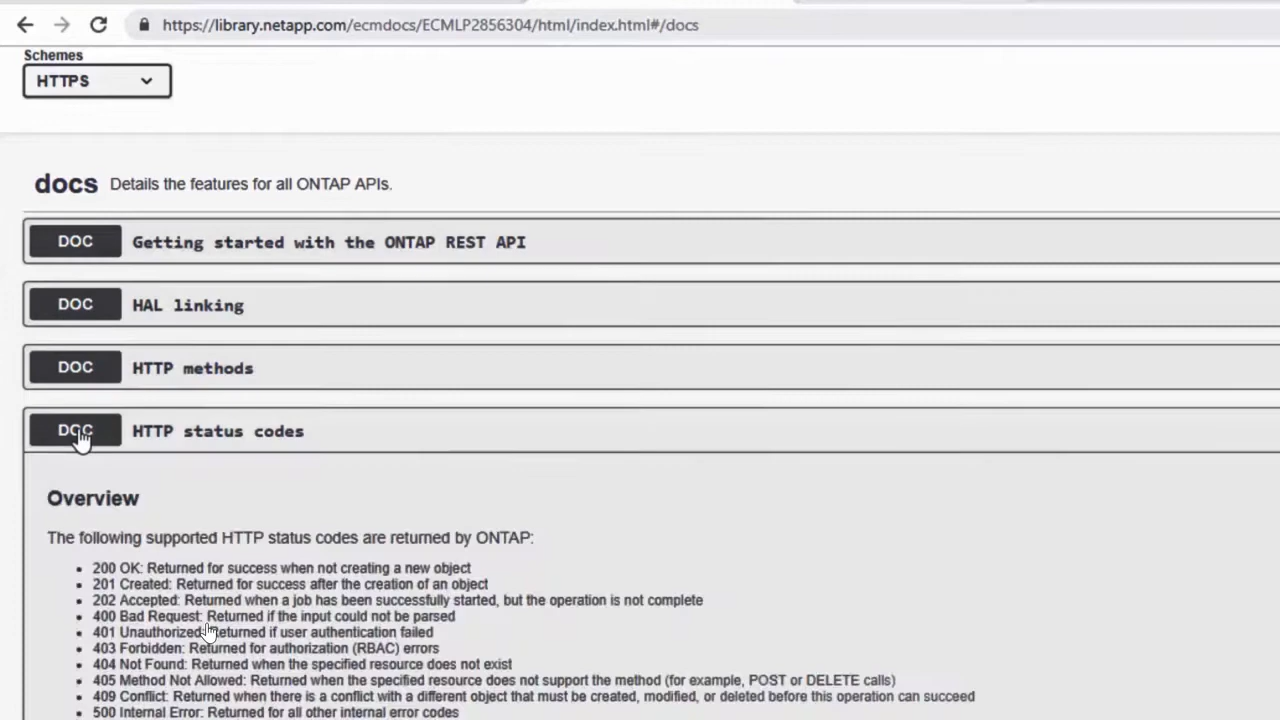 https://library.netapp.com/ecmdocs/ECMLP2856304/html/index.html#/docs
Schemes
HTTPS
docs Details the features for all ONTAP APIs.
DOC Getting started with the ONTAP REST API
DOC HAL linking
DOC HTTP methods
DOC HTTP status codes
Overview
The following supported HTTP status codes are returned by ONTAP:
• 200 OK: Returned for success when not creating a new object
• 201 Created: Returned for success after the creation of an object
• 202 Accepted: Returned when a job has been successfully started, but the operation is not complete
• 400 Bad Request: Returned if the input could not be parsed
• 401 Unauthorized: Returned if user authentication failed
• 403 Forbidden: Returned for authorization (RBAC) errors
• 404 Not Found: Returned when the specified resource does not exist
• 405 Method Not Allowed: Returned when the specified resource does not support the method (for example, POST or DELETE calls)
• 409 Conflict: Returned when there is a conflict with a different object that must be created, modified, or deleted before this operation can succeed
• 500 Internal Error: Returned for all other internal error codes